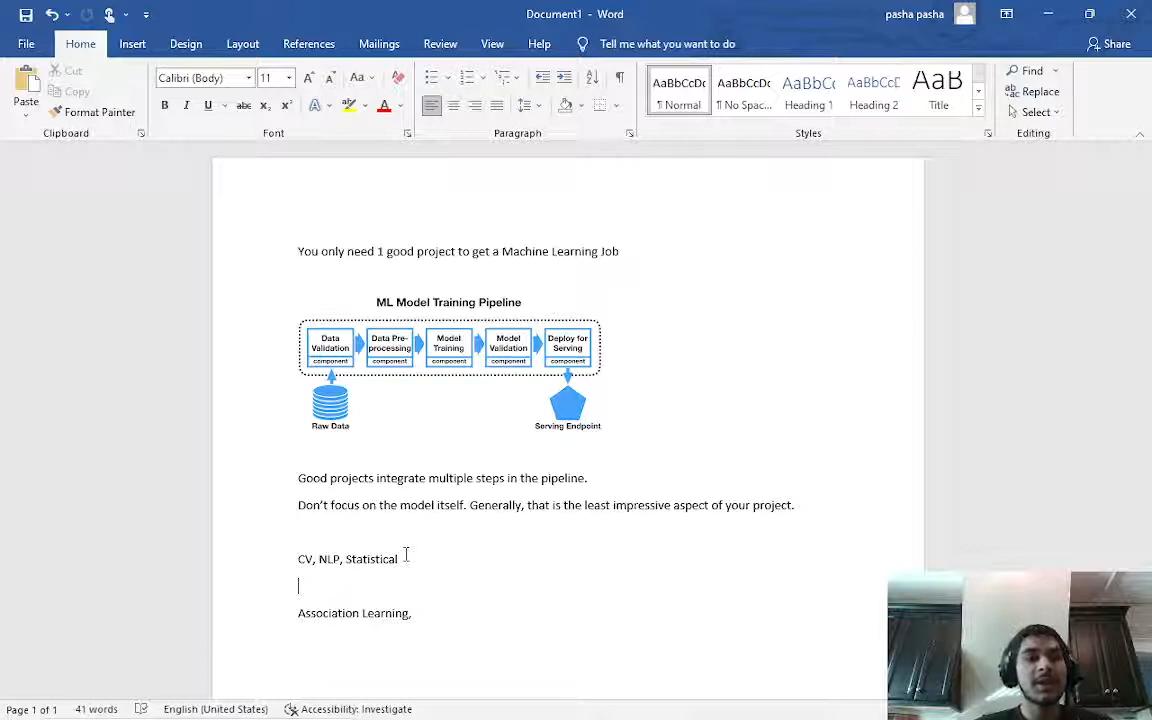 Document1 - Word
pasha pasha
File
Home
Insert
Design
Layout
References
Mailings
Review
View
Help
Tell me what you want to do
Share
Paste
Cut
Copy
Format Painter
Clipboard
Calibri (Body)
11
Font
Paragraph
AaBbCcDc
¶ Normal
AaBbCcDc
¶ No Spac...
AaBbCc
Heading 1
AaBbCcD
Heading 2
AaB
Title
Styles
Find
Replace
Select
Editing
You only need 1 good project to get a Machine Learning Job
ML Model Training Pipeline
Data
Validation
component
Data Pre-
processing
component
Model
Training
component
Model
Validation
component
Deploy for
Serving
component
Raw Data
Serving Endpoint
Good projects integrate multiple steps in the pipeline.
Don't focus on the model itself. Generally, that is the least impressive aspect of your project.
CV, NLP, Statistical
Association Learning,
Page 1 of 1
41 words
English (United States)
Accessibility: Investigate